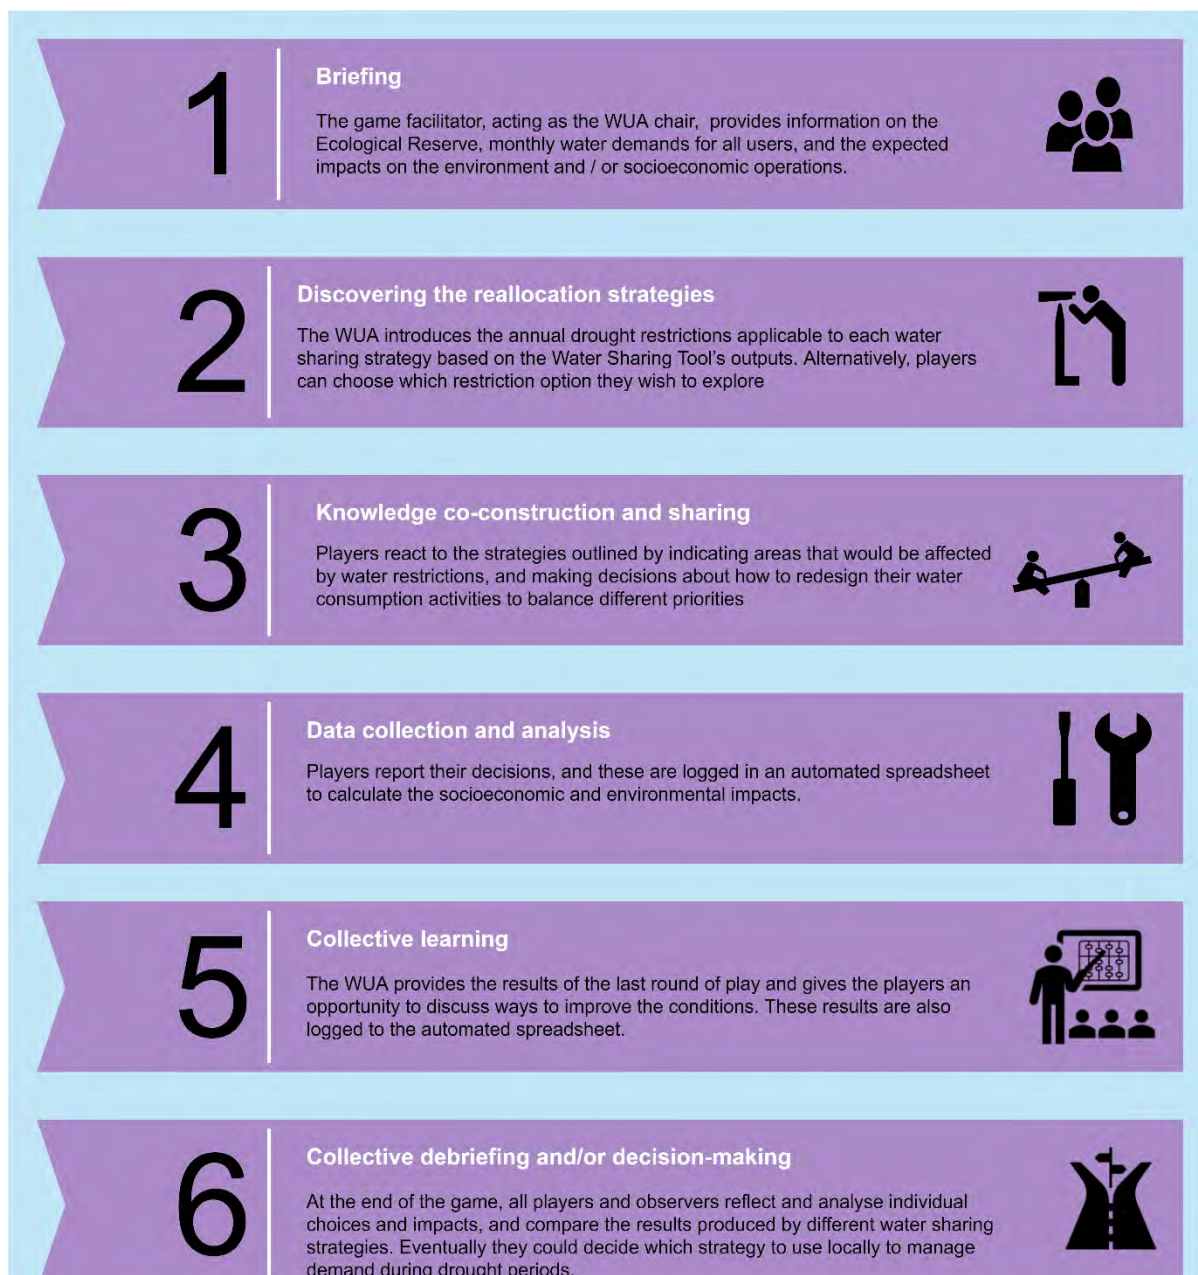 1
Briefing
The game facilitator, acting as the WUA chair, provides information on the
Ecological Reserve, monthly water demands for all users, and the expected
impacts on the environment and / or socioeconomic operations.
2
Discovering the reallocation strategies
The WUA introduces the annual drought restrictions applicable to each water
sharing strategy based on the Water Sharing Tool's outputs. Alternatively, players
can choose which restriction option they wish to explore
3
Knowledge co-construction and sharing
Players react to the strategies outlined by indicating areas that would be affected
by water restrictions, and making decisions about how to redesign their water
consumption activities to balance different priorities
4
Data collection and analysis
Players report their decisions, and these are logged in an automated spreadsheet
to calculate the socioeconomic and environmental impacts.
5
Collective learning
The WUA provides the results of the last round of play and gives the players an
opportunity to discuss ways to improve the conditions. These results are also
logged to the automated spreadsheet.
6
Collective debriefing and/or decision-making
At the end of the game, all players and observers reflect and analyse individual
choices and impacts, and compare the results produced by different water sharing
strategies. Eventually they could decide which strategy to use locally to manage
demand during drought periods.